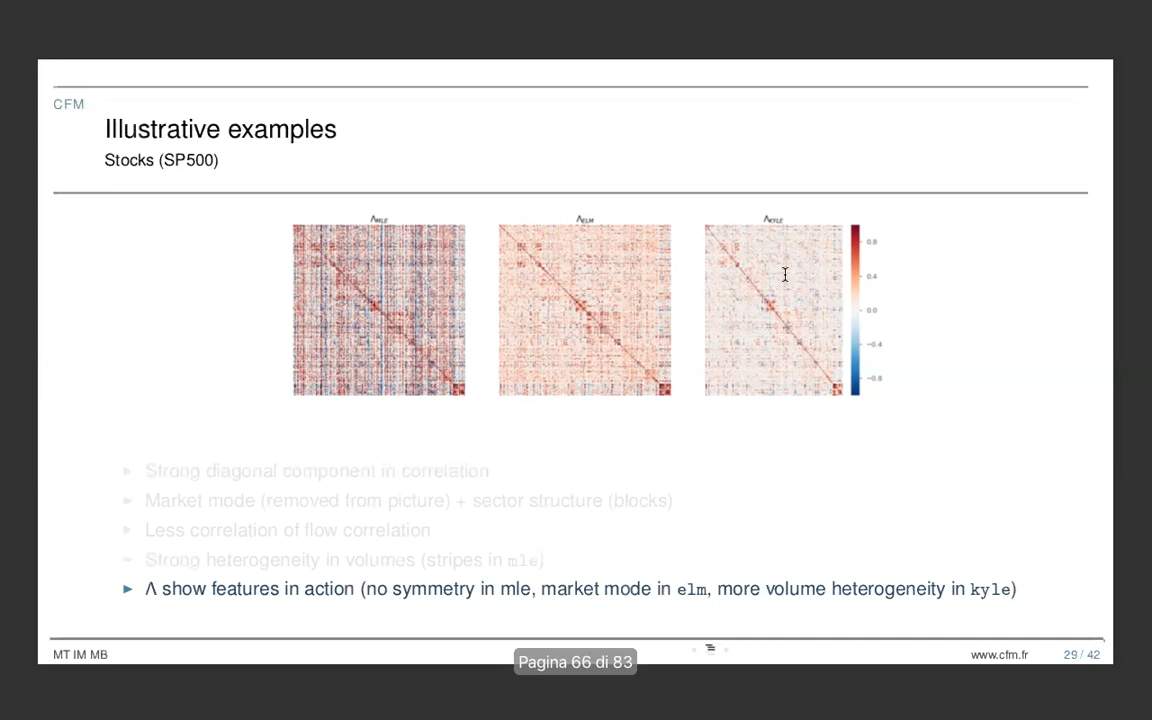 CFM
Illustrative examples
Stocks (SP500)
Λ_MLE Λ_ELM Λ_KYLE
0.8
0.4
0.0
−0.4
−0.8
Strong diagonal component in correlation
Market mode (removed from picture) + sector structure (blocks)
Less correlation of flow correlation
Strong heterogeneity in volumes (stripes in mle)
Λ show features in action (no symmetry in mle, market mode in elm, more volume heterogeneity in kyle)
MT IM MB
Pagina 66 di 83
www.cfm.fr
29 / 42